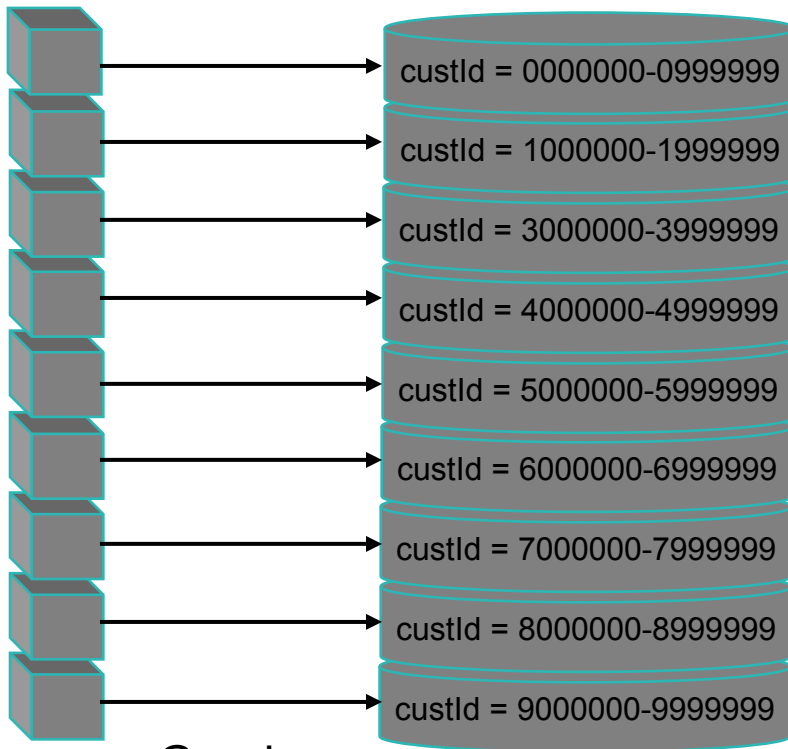 custId = 0000000-0999999
custId = 1000000-1999999
custId = 3000000-3999999
custId = 4000000-4999999
custId = 5000000-5999999
custId = 6000000-6999999
custId = 7000000-7999999
custId = 8000000-8999999
custId = 9000000-9999999